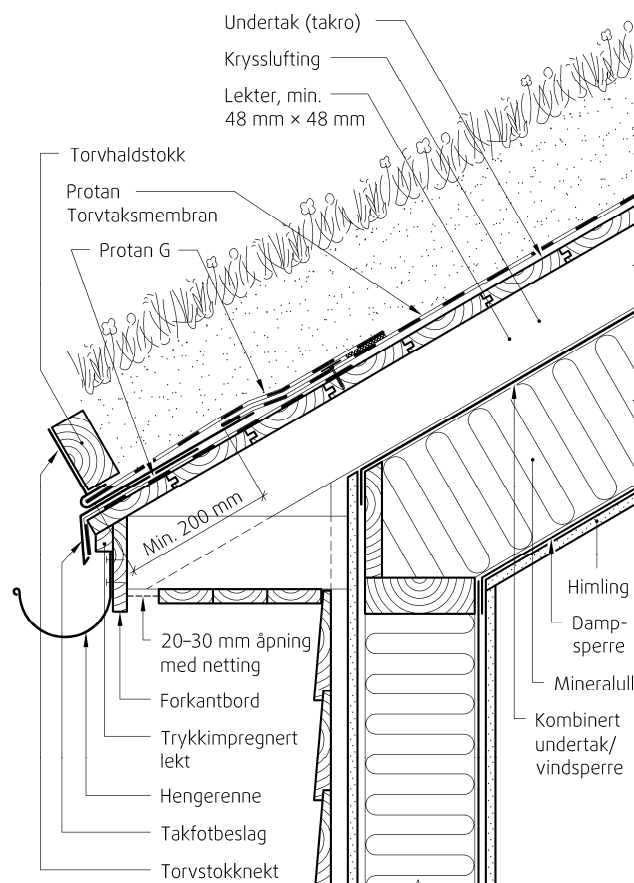 Undertak (takro)
Krysslufting
Lekter, min.
48 mm × 48 mm
Torvhaldstokk
Protan
Torvtaksmembran
Protan G
Min. 200 mm
Himling
Damp-
sperre
Mineralull
Kombinert
undertak/
vindsperre
20–30 mm åpning
med netting
Forkantbord
Trykkimpregnert
lekt
Hengerenne
Takfotbeslag
Torvstokknekt